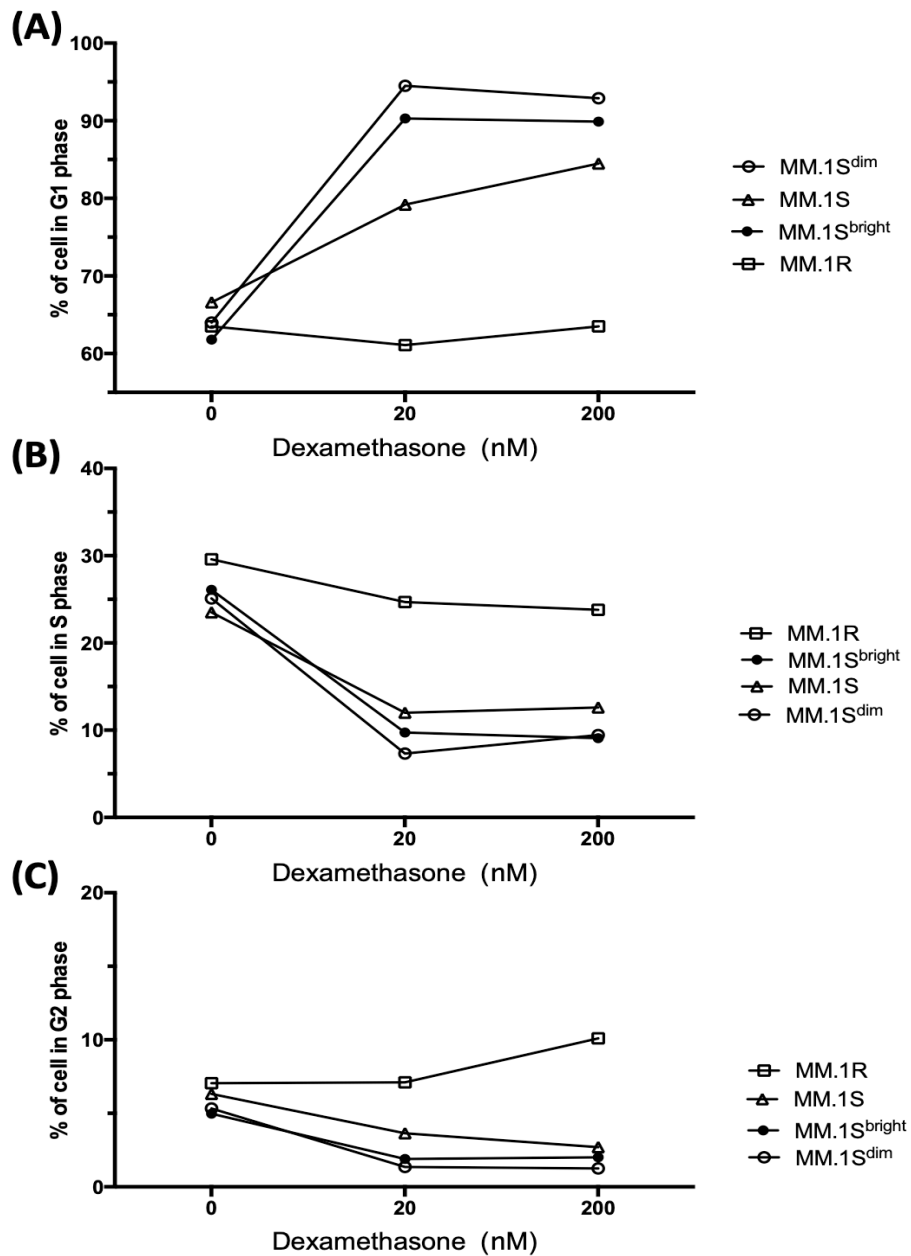 (A)
% of cell in G1 phase
100
90
80
70
60
0 20 200
Dexamethasone (nM)
MM.1Sdim
MM.1S
MM.1Sbright
MM.1R
(B)
% of cell in S phase
40
30
20
10
0
0 20 200
Dexamethasone (nM)
MM.1R
MM.1Sbright
MM.1S
MM.1Sdim
(C)
% of cell in G2 phase
20
10
0
0 20 200
Dexamethasone (nM)
MM.1R
MM.1S
MM.1Sbright
MM.1Sdim